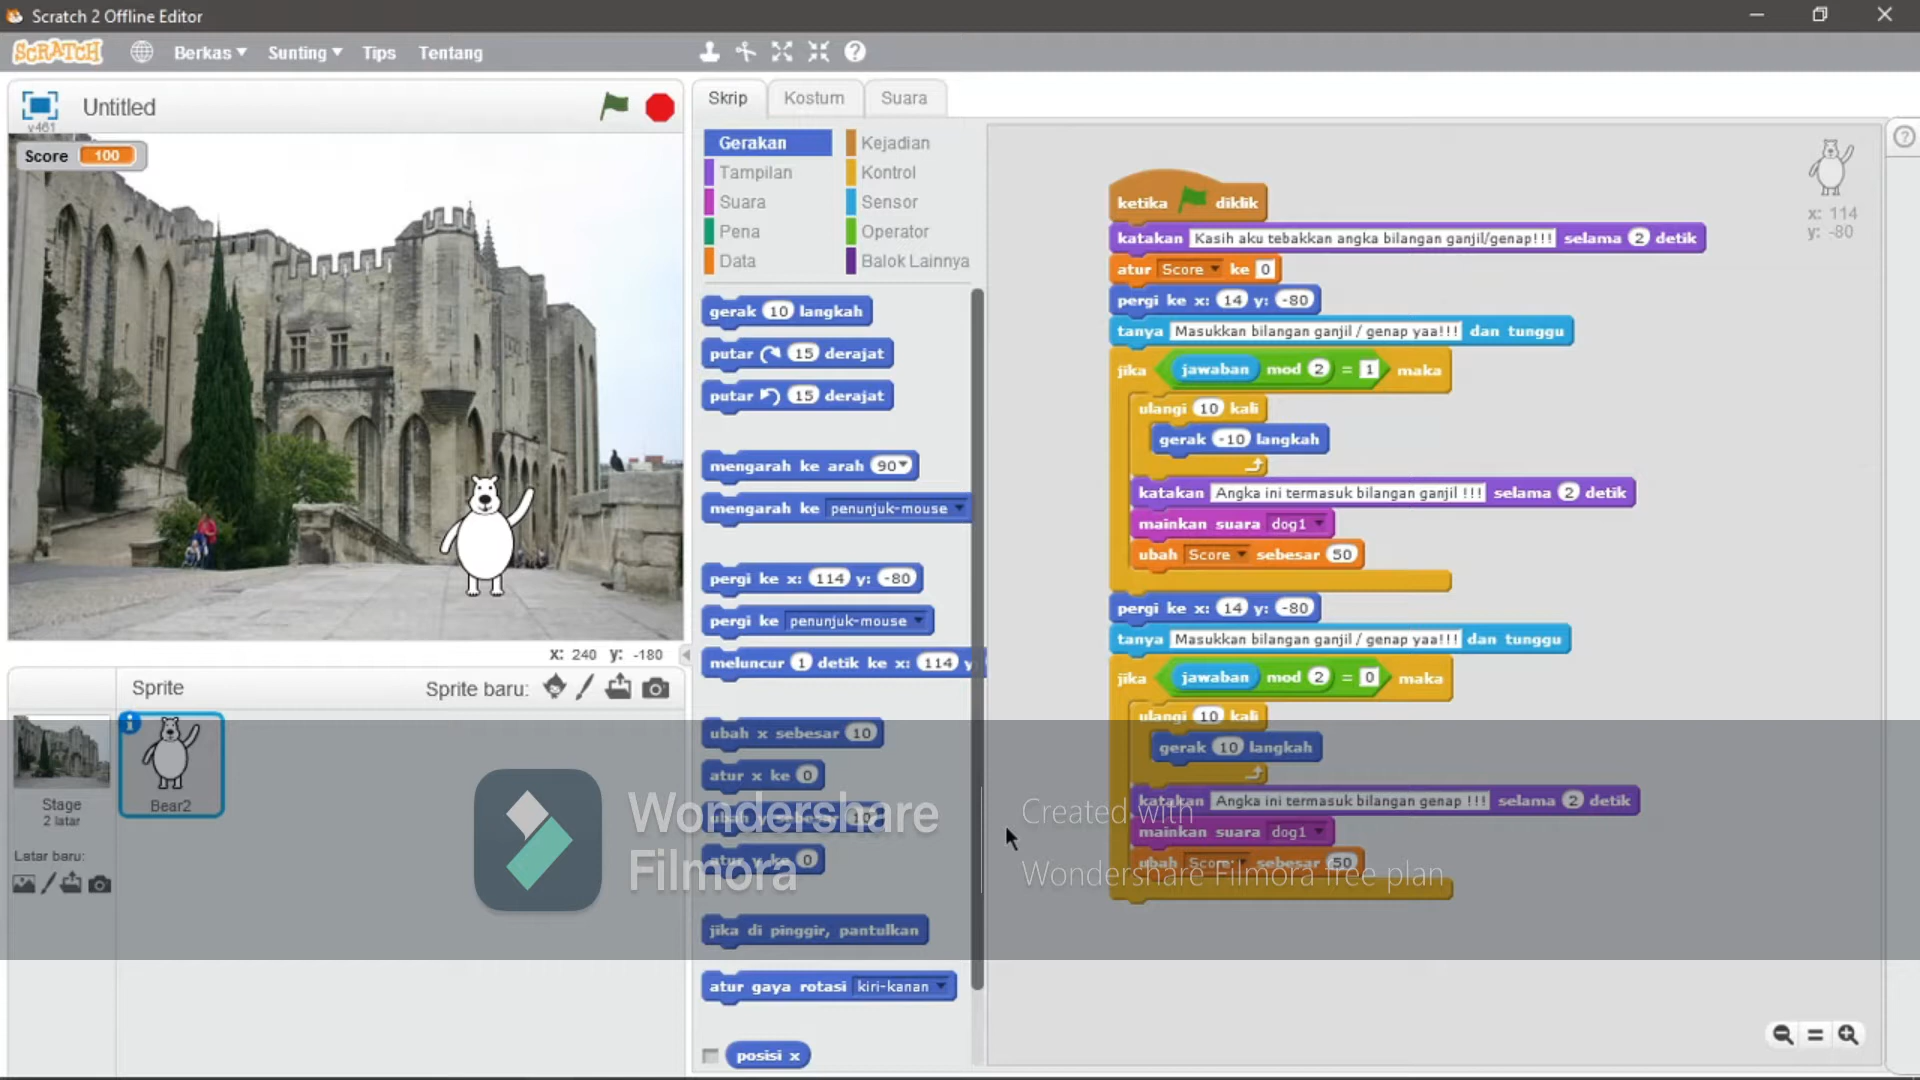 Scratch 2 Offline Editor
SCRATCH Berkas Sunting Tips Tentang
Untitled
v461
Score 100
x: 240 y: -180
Sprite Sprite baru:
Stage
2 latar
Latar baru:
Bear2
Skrip Kostum Suara
Gerakan Kejadian
Tampilan Kontrol
Suara Sensor
Pena Operator
Data Balok Lainnya
gerak 10 langkah
putar 15 derajat
putar 15 derajat
mengarah ke arah 90
mengarah ke penunjuk-mouse
pergi ke x: 114 y: -80
pergi ke penunjuk-mouse
meluncur 1 detik ke x: 114 y
ubah x sebesar 10
atur x ke 0
ubah y sebesar 10
atur y ke 0
jika di pinggir, pantulkan
atur gaya rotasi kiri-kanan
posisi x
ketika diklik
katakan Kasih aku tebakkan angka bilangan ganjil/genap!!! selama 2 detik
atur Score ke 0
pergi ke x: 14 y: -80
tanya Masukkan bilangan ganjil / genap yaa!!! dan tunggu
jika jawaban mod 2 = 1 maka
ulangi 10 kali
gerak -10 langkah
katakan Angka ini termasuk bilangan ganjil !!! selama 2 detik
mainkan suara dog1
ubah Score sebesar 50
pergi ke x: 14 y: -80
tanya Masukkan bilangan ganjil / genap yaa!!! dan tunggu
jika jawaban mod 2 = 0 maka
ulangi 10 kali
gerak 10 langkah
katakan Angka ini termasuk bilangan genap !!! selama 2 detik
mainkan suara dog1
ubah Score sebesar 50
x: 114
y: -80
Wondershare
Filmora
Created with
Wondershare Filmora free plan